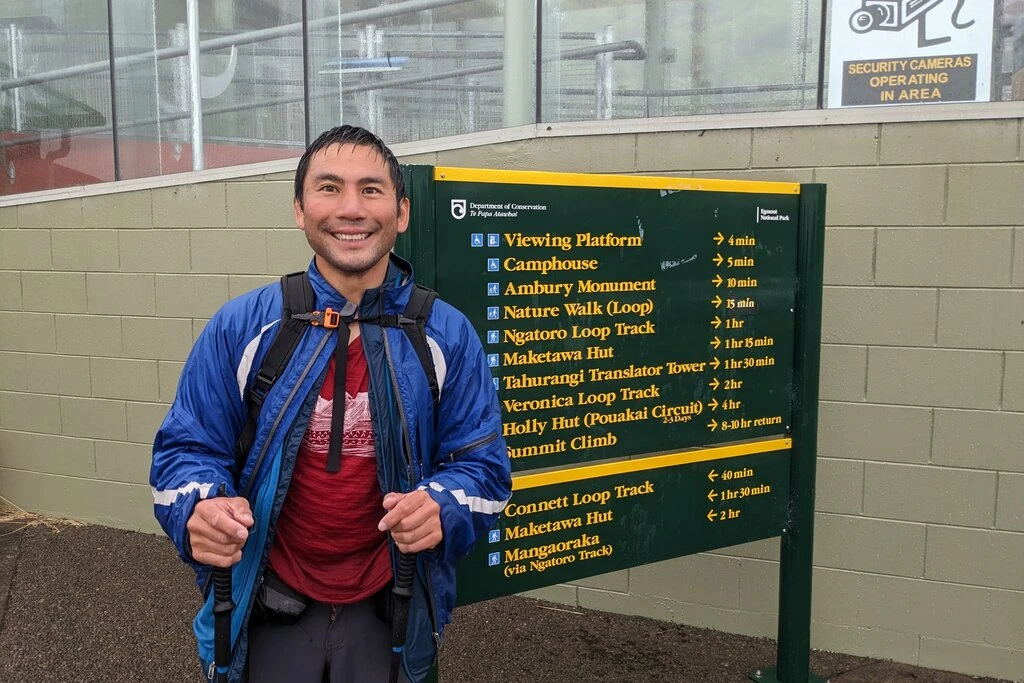 SECURITY CAMERAS
OPERATING
IN AREA
Department of Conservation
Te Papa Atawhai
Egmont
National Park
Viewing Platform → 4 min
Camphouse → 5 min
Ambury Monument → 10 min
Nature Walk (Loop) → 15 min
Ngatoro Loop Track → 1 hr
Maketawa Hut → 1 hr 15 min
Tahurangi Translator Tower → 1 hr 30 min
Veronica Loop Track → 2hr
Holly Hut (Pouakai Circuit) → 4 hr
2-3 Days
Summit Climb → 8-10 hr return
Connett Loop Track ← 40 min
Maketawa Hut ← 1 hr 30 min
Mangaoraka ← 2 hr
(via Ngatoro Track)